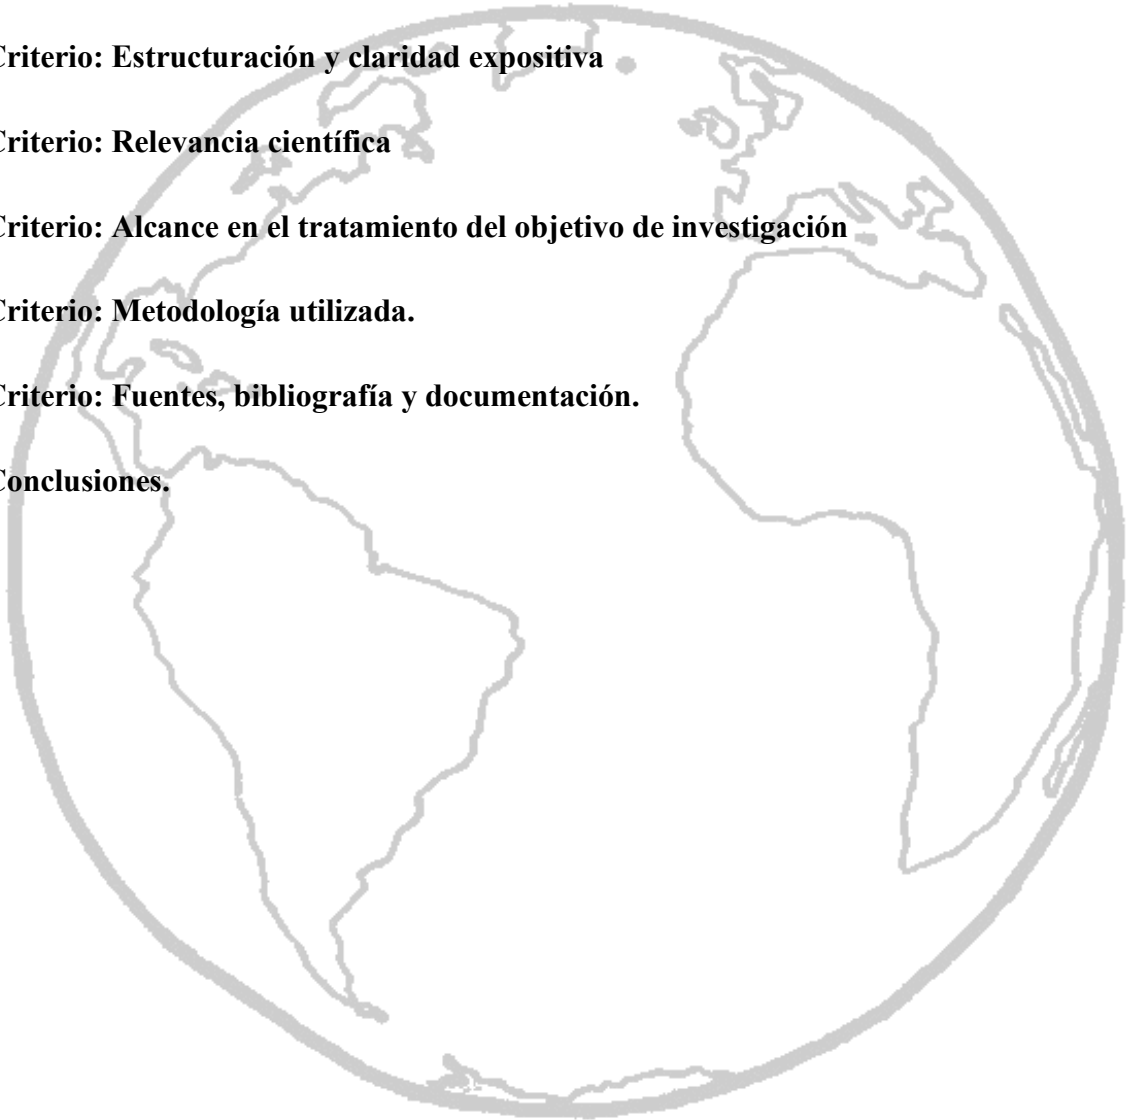 Criterio: Estructuración y claridad expositiva
Criterio: Relevancia científica
Criterio: Alcance en el tratamiento del objetivo de investigación
Criterio: Metodología utilizada.
Criterio: Fuentes, bibliografía y documentación.
Conclusiones.